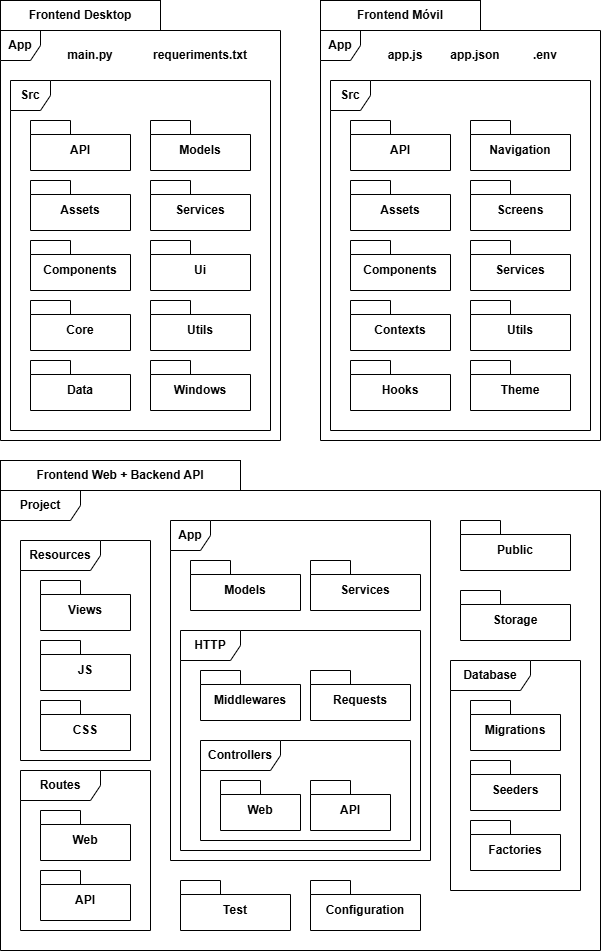 Frontend Desktop
App
main.py
requeriments.txt
Src
API
Models
Assets
Services
Components
Ui
Core
Utils
Data
Windows
Frontend Móvil
App
app.js
app.json
.env
Src
API
Navigation
Assets
Screens
Components
Services
Contexts
Utils
Hooks
Theme
Frontend Web + Backend API
Project
Resources
Views
JS
CSS
Routes
Web
API
App
Models
Services
HTTP
Middlewares
Requests
Controllers
Web
API
Test
Configuration
Public
Storage
Database
Migrations
Seeders
Factories